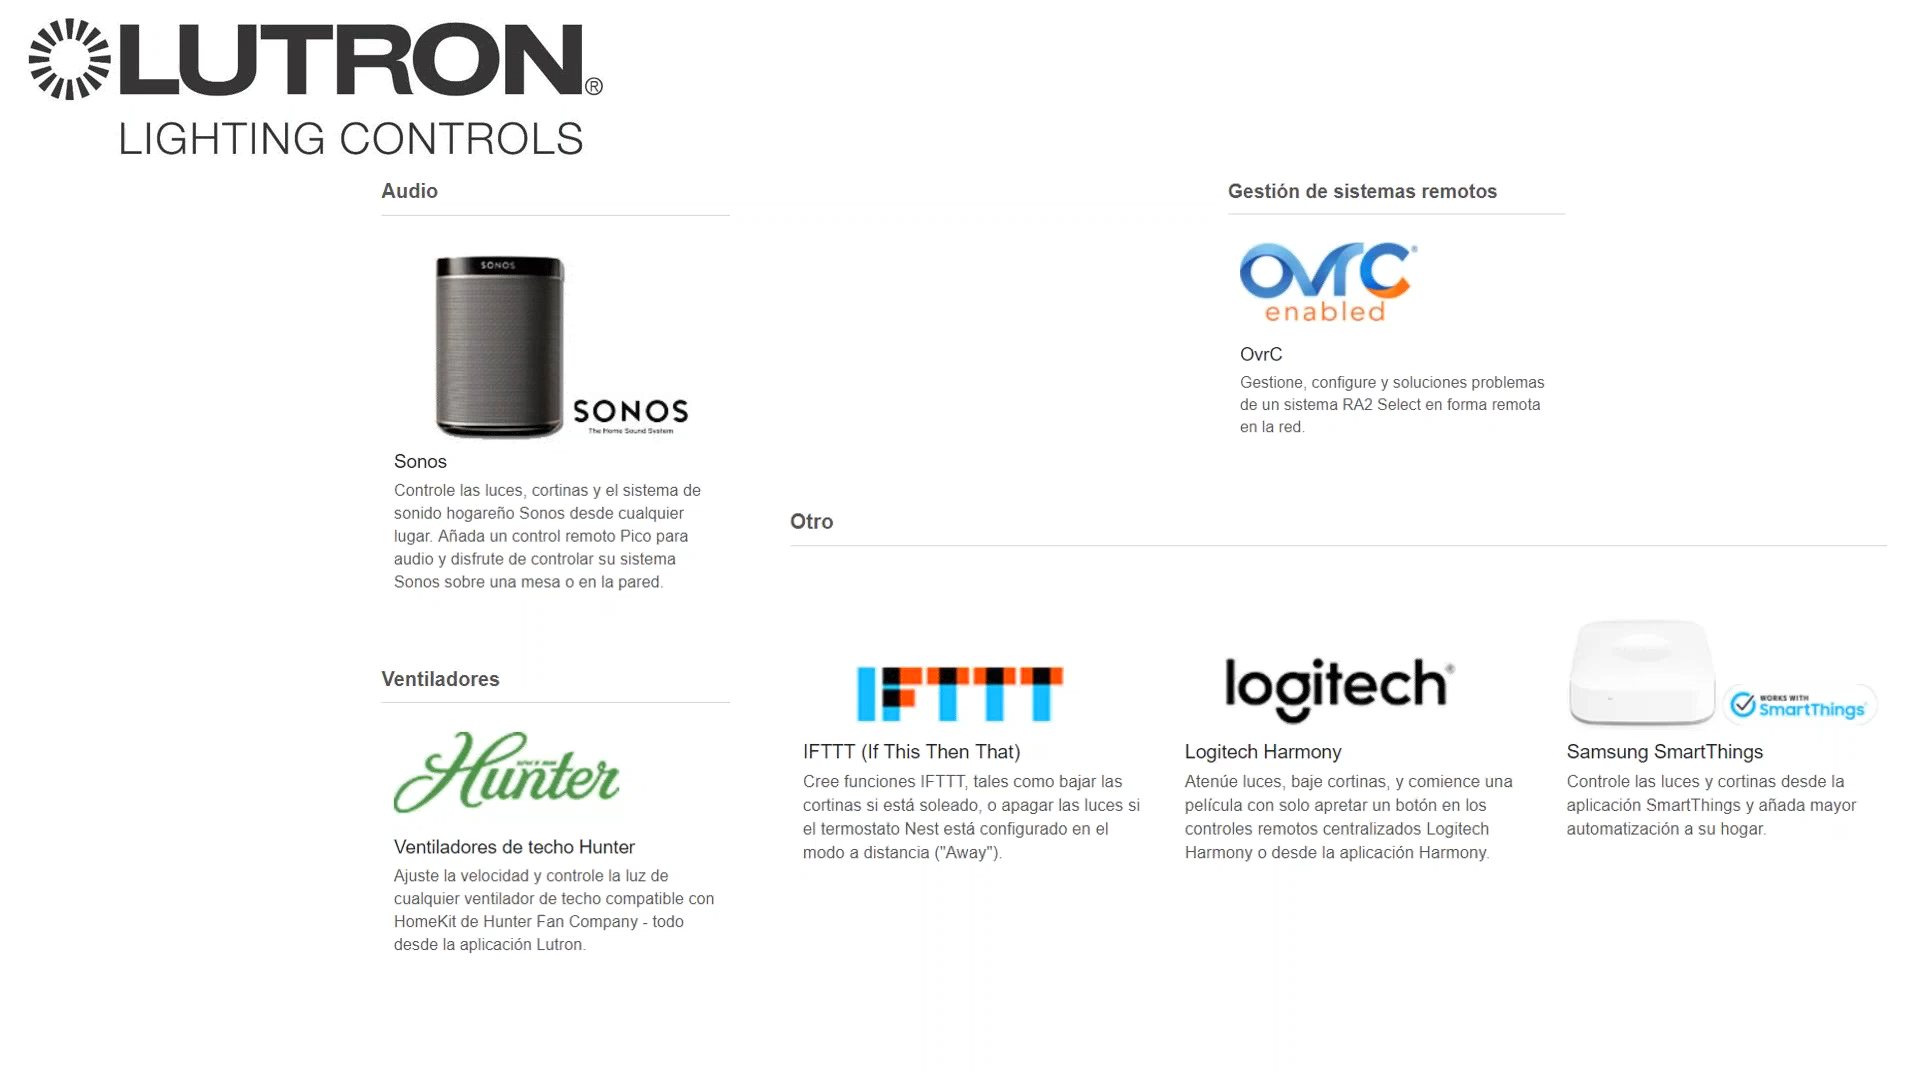 LUTRON®
LIGHTING CONTROLS
Audio
SONOS
SONOS
The Home Sound System
Sonos
Controle las luces, cortinas y el sistema de
sonido hogareño Sonos desde cualquier
lugar. Añada un control remoto Pico para
audio y disfrute de controlar su sistema
Sonos sobre una mesa o en la pared.
Gestión de sistemas remotos
OvrC®
enabled
OvrC
Gestione, configure y soluciones problemas
de un sistema RA2 Select en forma remota
en la red.
Ventiladores
Hunter
Ventiladores de techo Hunter
Ajuste la velocidad y controle la luz de
cualquier ventilador de techo compatible con
HomeKit de Hunter Fan Company - todo
desde la aplicación Lutron.
Otro
IFTTT
IFTTT (If This Then That)
Cree funciones IFTTT, tales como bajar las
cortinas si está soleado, o apagar las luces si
el termostato Nest está configurado en el
modo a distancia ("Away").
logitech®
Logitech Harmony
Atenúe luces, baje cortinas, y comience una
película con solo apretar un botón en los
controles remotos centralizados Logitech
Harmony o desde la aplicación Harmony.
WORKS WITH
SmartThings
Samsung SmartThings
Controle las luces y cortinas desde la
aplicación SmartThings y añada mayor
automatización a su hogar.